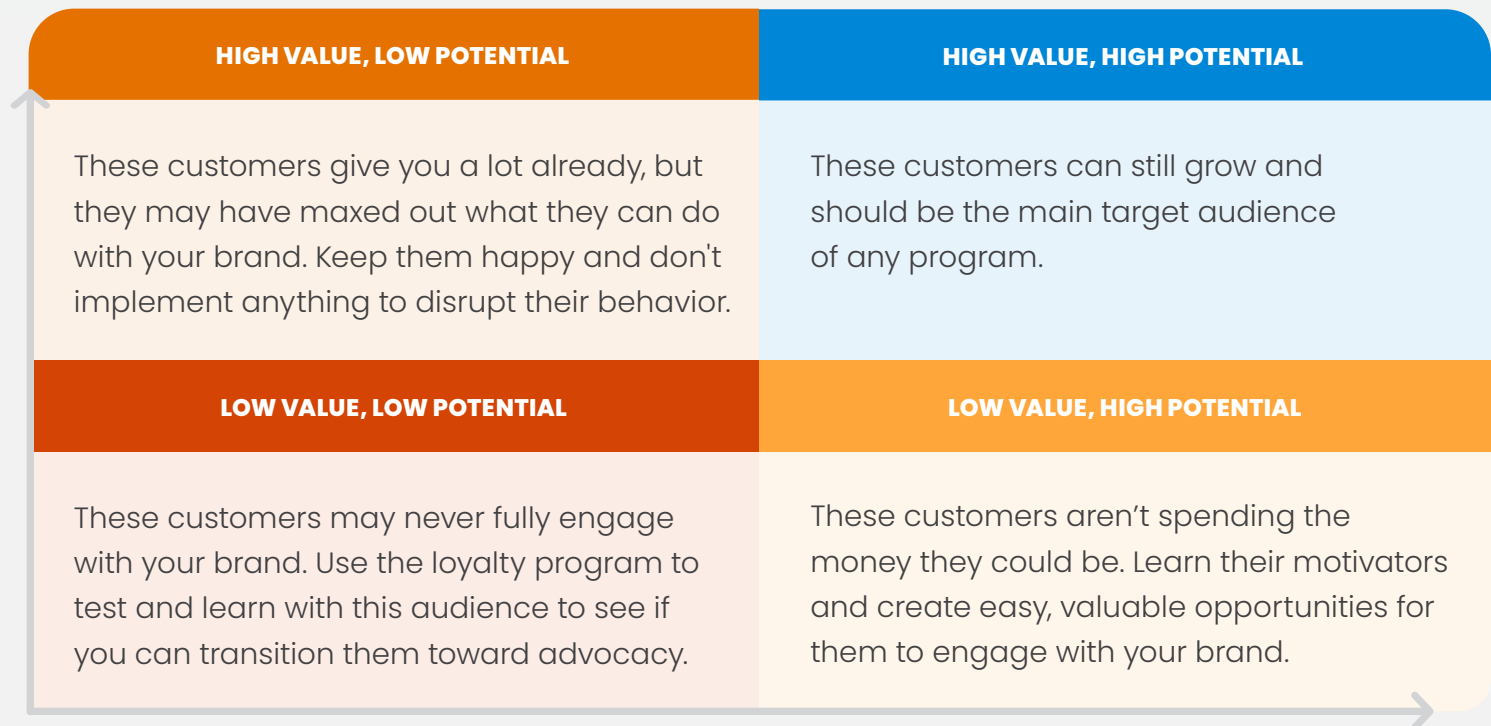 HIGH VALUE, LOW POTENTIAL
These customers give you a lot already, but
they may have maxed out what they can do
with your brand. Keep them happy and don't
implement anything to disrupt their behavior.
HIGH VALUE, HIGH POTENTIAL
These customers can still grow and
should be the main target audience
of any program.
LOW VALUE, LOW POTENTIAL
These customers may never fully engage
with your brand. Use the loyalty program to
test and learn with this audience to see if
you can transition them toward advocacy.
LOW VALUE, HIGH POTENTIAL
These customers aren’t spending the
money they could be. Learn their motivators
and create easy, valuable opportunities for
them to engage with your brand.